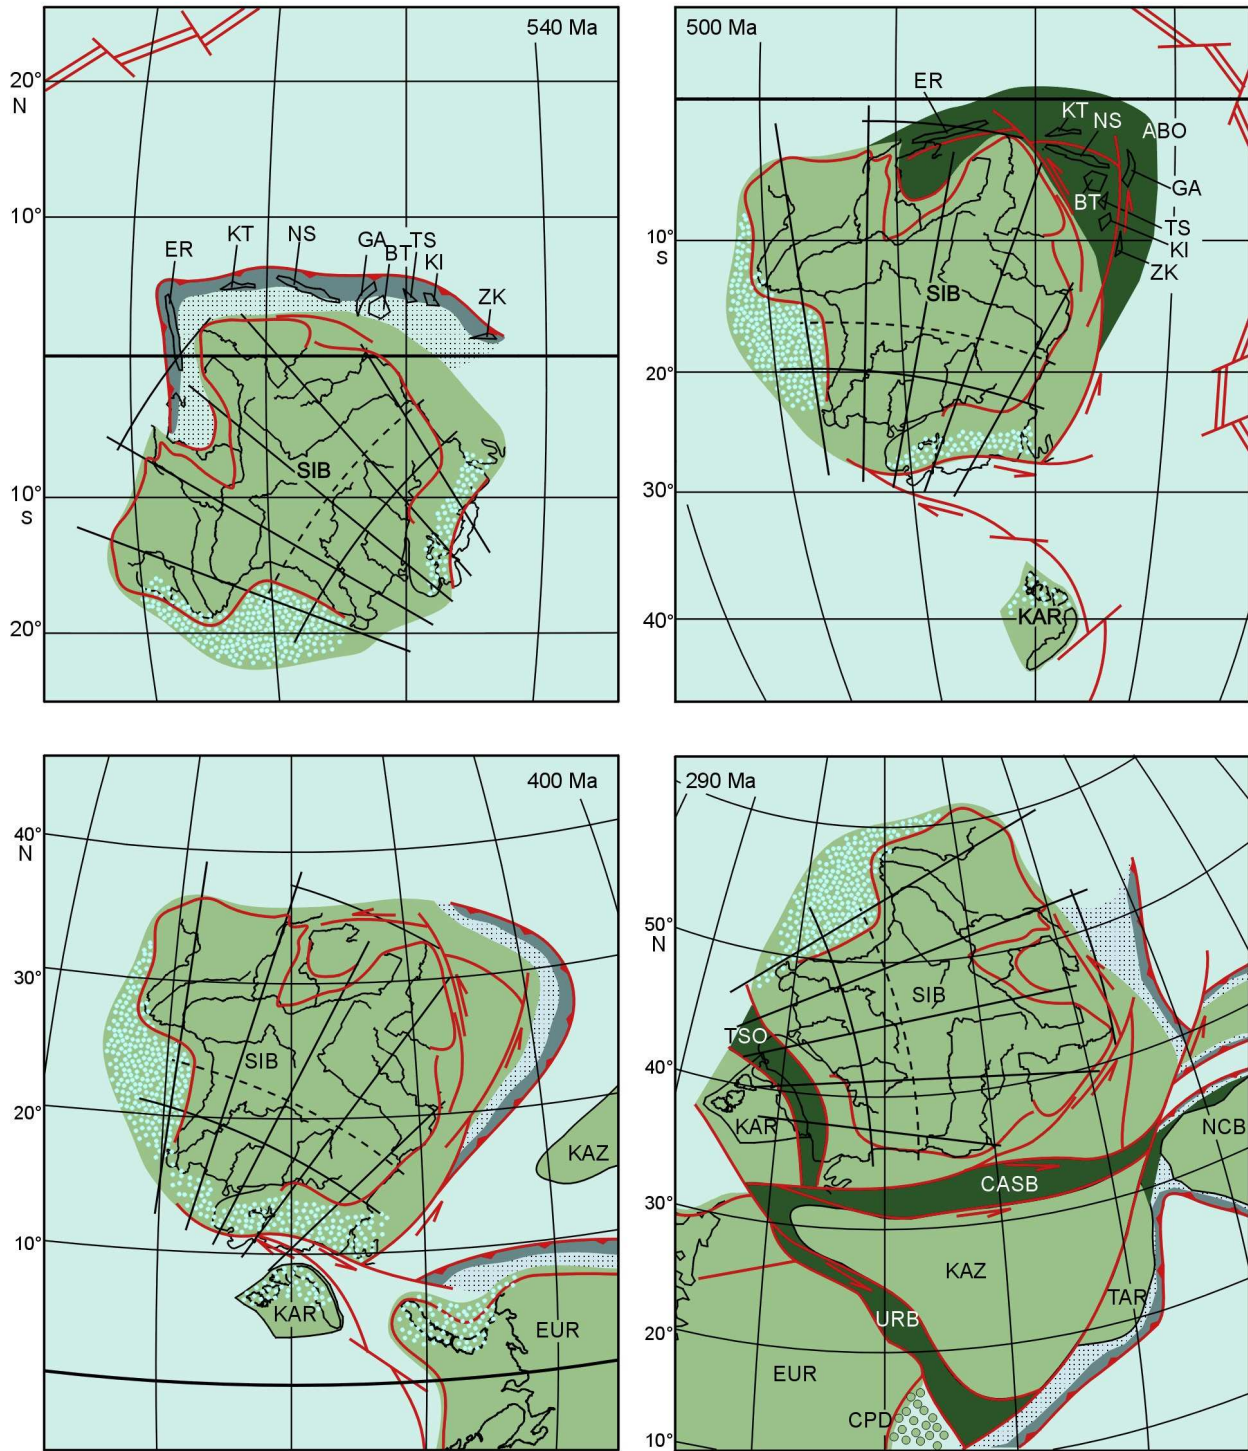 540 Ma
20°
N
10°
ER
KT
NS
GA
BT
TS
KI
ZK
SIB
10°
S
20°
500 Ma
ER
KT
NS
ABO
GA
BT
TS
KI
ZK
10°
S
SIB
20°
30°
40°
KAR
400 Ma
40°
N
30°
SIB
20°
KAZ
10°
KAR
EUR
290 Ma
50°
N
SIB
TSO
40°
KAR
NCB
CASB
30°
KAZ
TAR
URB
20°
EUR
CPD
10°